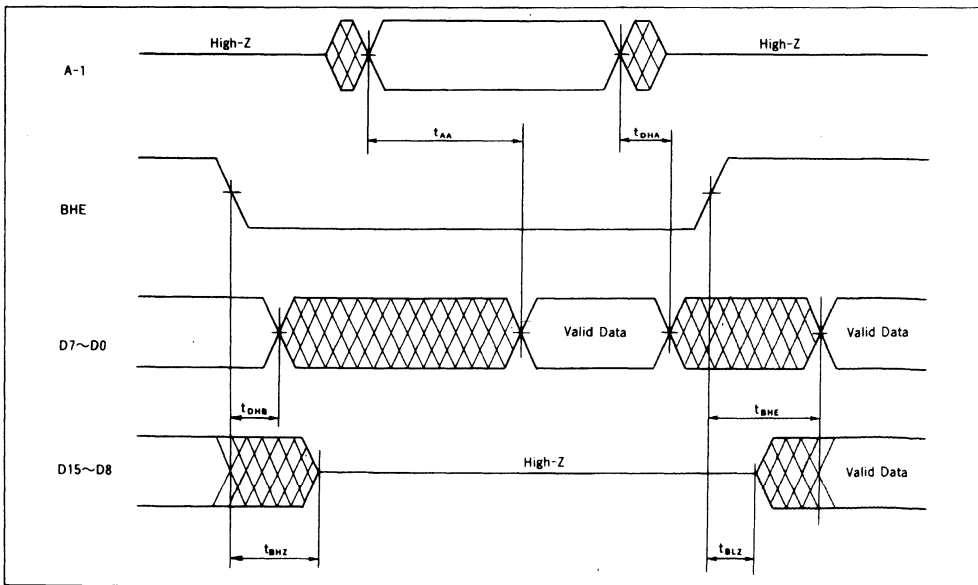 High-Z
High-Z
A-1
tAA
tDHA
BHE
D7~D0
Valid Data
Valid Data
tDHB
tBHE
D15~D8
High-Z
Valid Data
tBHZ
tBLZ